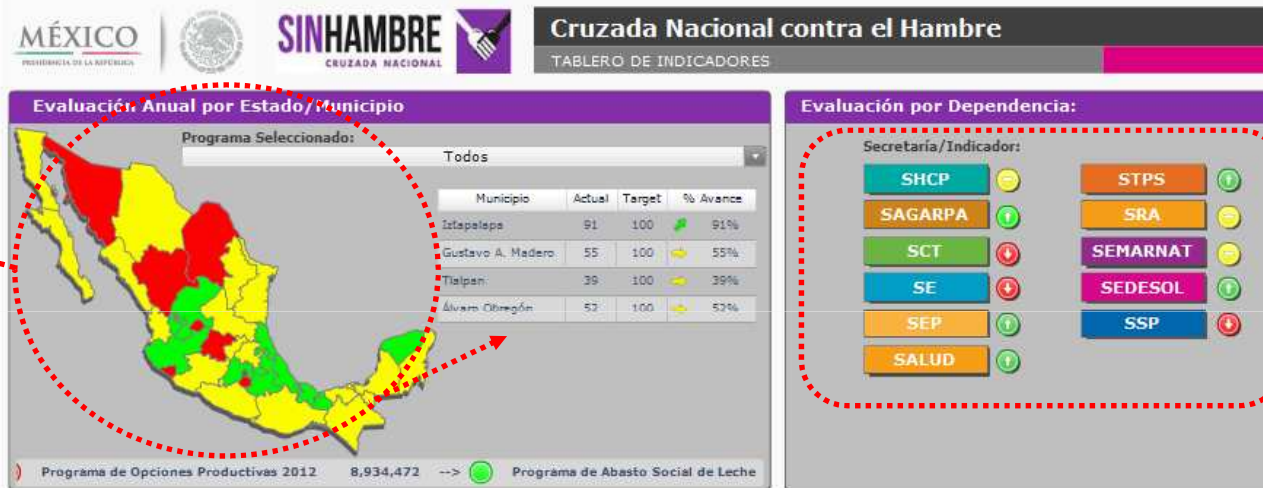 MÉXICO
PRESIDENCIA DE LA REPÚBLICA
SINHAMBRE
CRUZADA NACIONAL
Cruzada Nacional contra el Hambre
TABLERO DE INDICADORES
Evaluación Anual por Estado/Municipio
Programa Seleccionado:
Todos
Municipio Actual Target % Avance
Iztapalapa 91 100 91%
Gustavo A. Madero 55 100 55%
Tlalpan 39 100 39%
Álvaro Obregón 52 100 52%
Programa de Opciones Productivas 2012 8,934,472 --> Programa de Abasto Social de Leche
Evaluación por Dependencia:
Secretaría/Indicador:
SHCP STPS
SAGARPA SRA
SCT SEMARNAT
SE SEDESOL
SEP SSP
SALUD